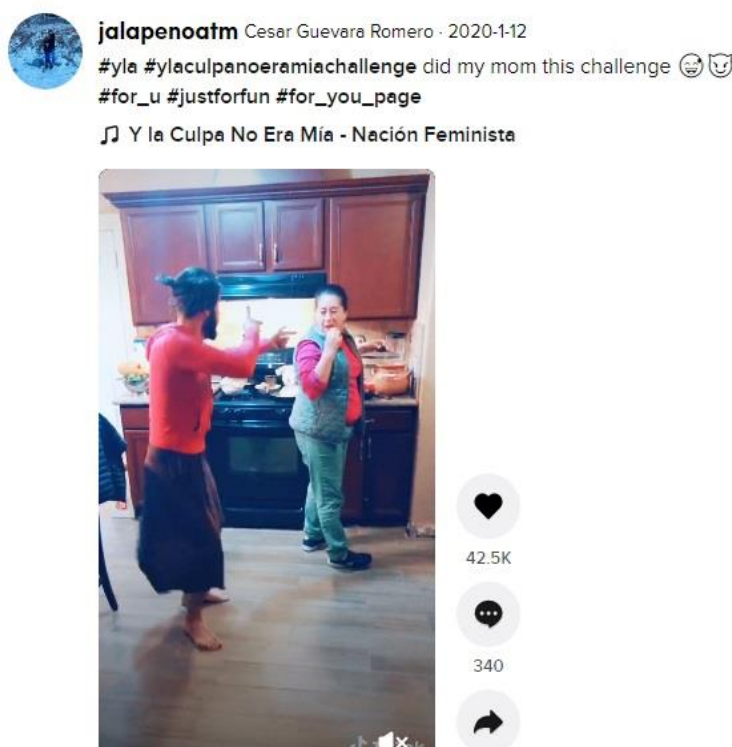 jalapenoatm Cesar Guevara Romero · 2020-1-12
#yla #ylaculpanoeramiachallenge did my mom this challenge 😅😈
#for_u #justforfun #for_you_page
♫ Y la Culpa No Era Mía - Nación Feminista
42.5K
340